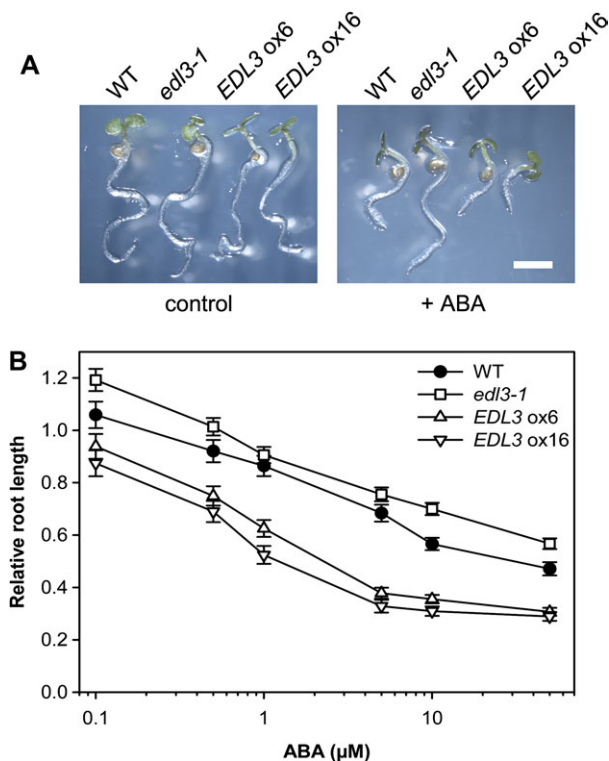 A
WT edl3-1 EDL3 ox6 EDL3 ox16 WT edl3-1 EDL3 ox6 EDL3 ox16
control + ABA
B
WT
edl3-1
EDL3 ox6
EDL3 ox16
1.2
1.0
0.8
0.6
0.4
0.2
0.0
Relative root length
0.1 1 10
ABA (µM)